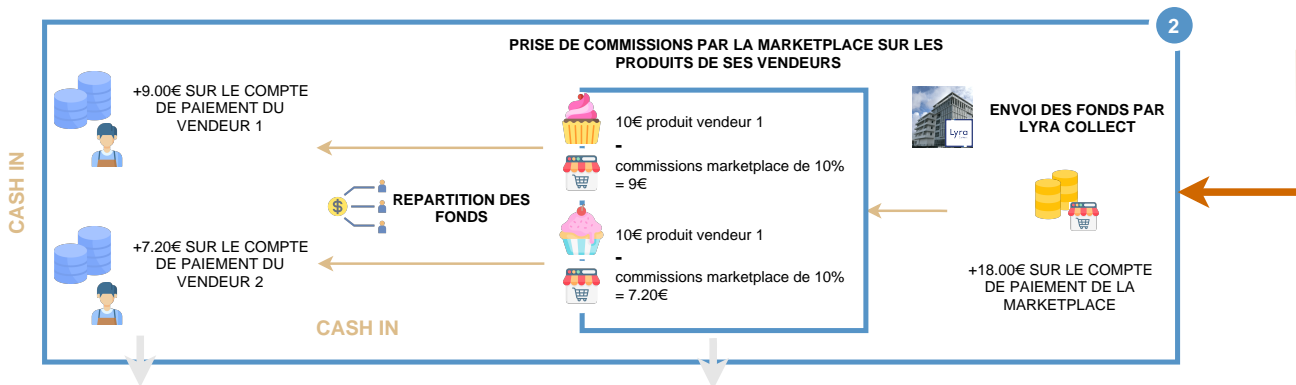 2
PRISE DE COMMISSIONS PAR LA MARKETPLACE SUR LES
PRODUITS DE SES VENDEURS
+9.00€ SUR LE COMPTE
DE PAIEMENT DU
VENDEUR 1
10€ produit vendeur 1
-
commissions marketplace de 10%
= 9€
Lyra
ENVOI DES FONDS PAR
LYRA COLLECT
CASH IN
$
REPARTITION DES
FONDS
+7.20€ SUR LE COMPTE
DE PAIEMENT DU
VENDEUR 2
10€ produit vendeur 1
-
commissions marketplace de 10%
= 7.20€
+18.00€ SUR LE COMPTE
DE PAIEMENT DE LA
MARKETPLACE
CASH IN